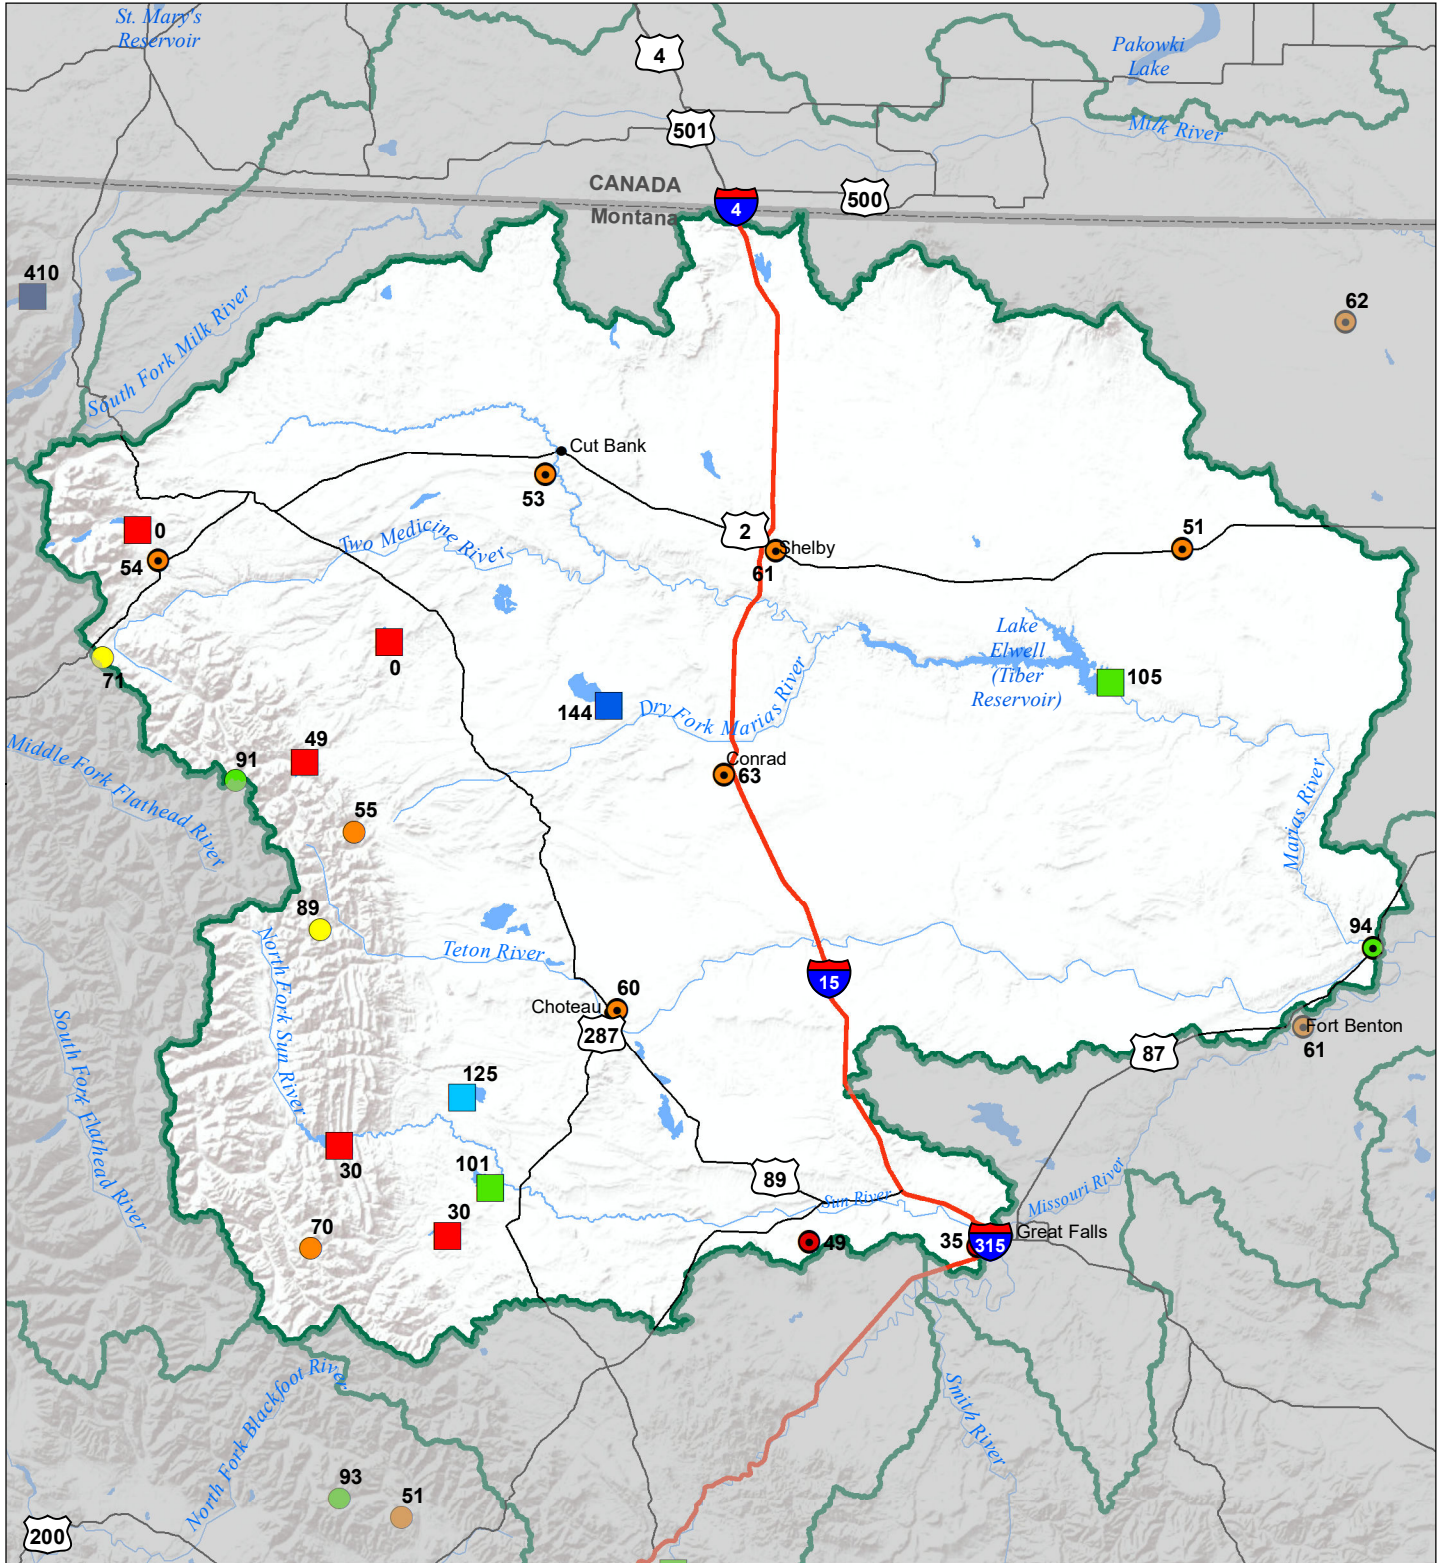 St. Mary's
Reservoir
4
Pakowki
Lake
501
Milk River
CANADA
Montana
4
500
410
62
South Fork Milk River
Cut Bank
53
2
Shelby
61
51
0
54
Two Medicine
River
0
71
Lake
Elwell
(Tiber
Reservoir)
105
144
Dry Fork Marias River
49
91
Middle Fork Flathead River
Conrad
63
55
Marias River
89
North Fork Sun River
Teton River
94
15
60
Choteau
287
Fort Benton
61
87
South Fork Flathead River
125
30
101
89
Missouri River
30
Sun River
70
49
35
315
Great Falls
North Fork Blackfoot River
Smith River
93
51
200